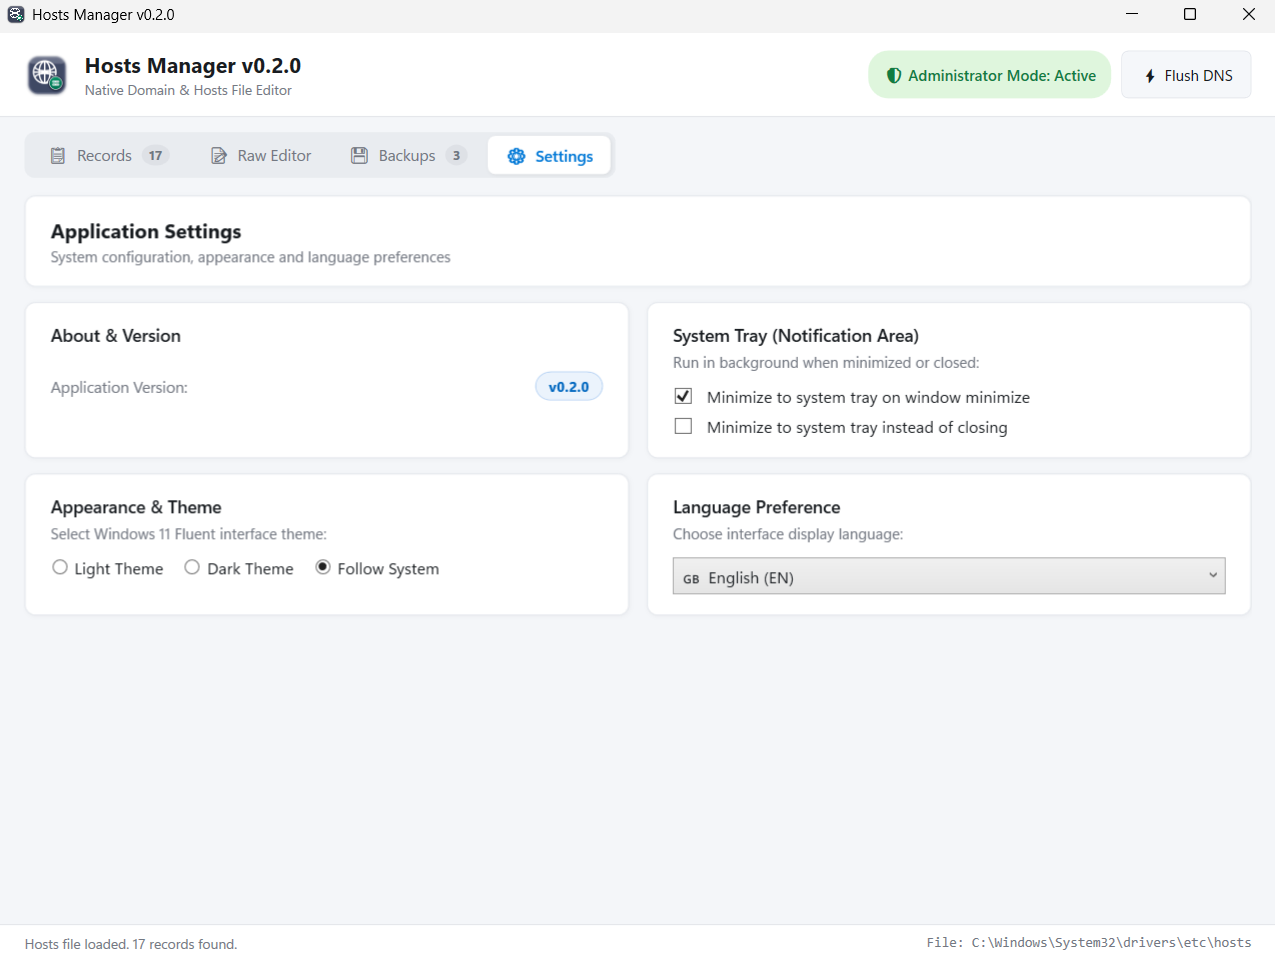 Hosts Manager v0.2.0
Hosts Manager v0.2.0
Native Domain & Hosts File Editor
Administrator Mode: Active
Flush DNS
Records 17
Raw Editor
Backups 3
Settings
Application Settings
System configuration, appearance and language preferences
About & Version
Application Version:
v0.2.0
System Tray (Notification Area)
Run in background when minimized or closed:
Minimize to system tray on window minimize
Minimize to system tray instead of closing
Appearance & Theme
Select Windows 11 Fluent interface theme:
Light Theme
Dark Theme
Follow System
Language Preference
Choose interface display language:
GB English (EN)
Hosts file loaded. 17 records found.
File: C:\Windows\System32\drivers\etc\hosts